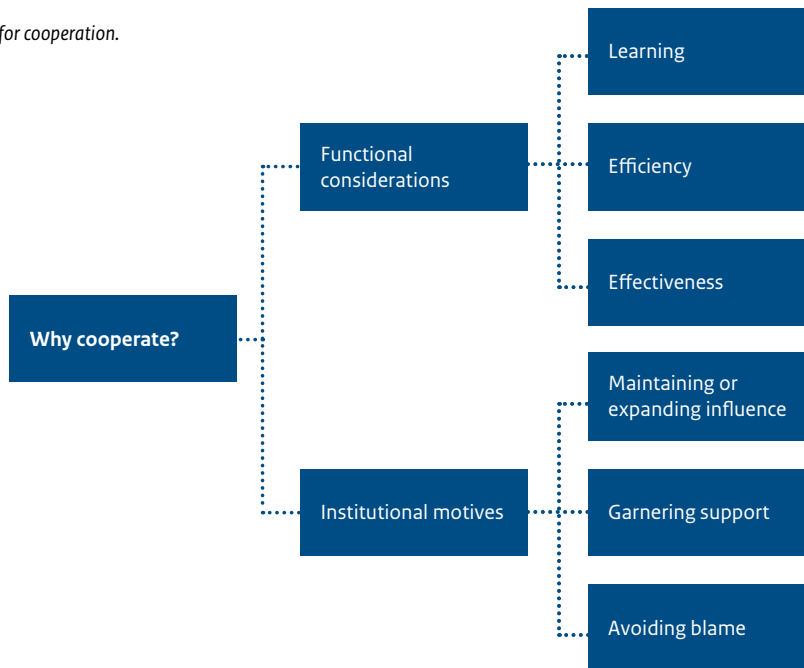 for cooperation.
Learning
Functional
considerations
Efficiency
Effectiveness
Why cooperate?
Maintaining or
expanding influence
Institutional motives
Garnering support
Avoiding blame